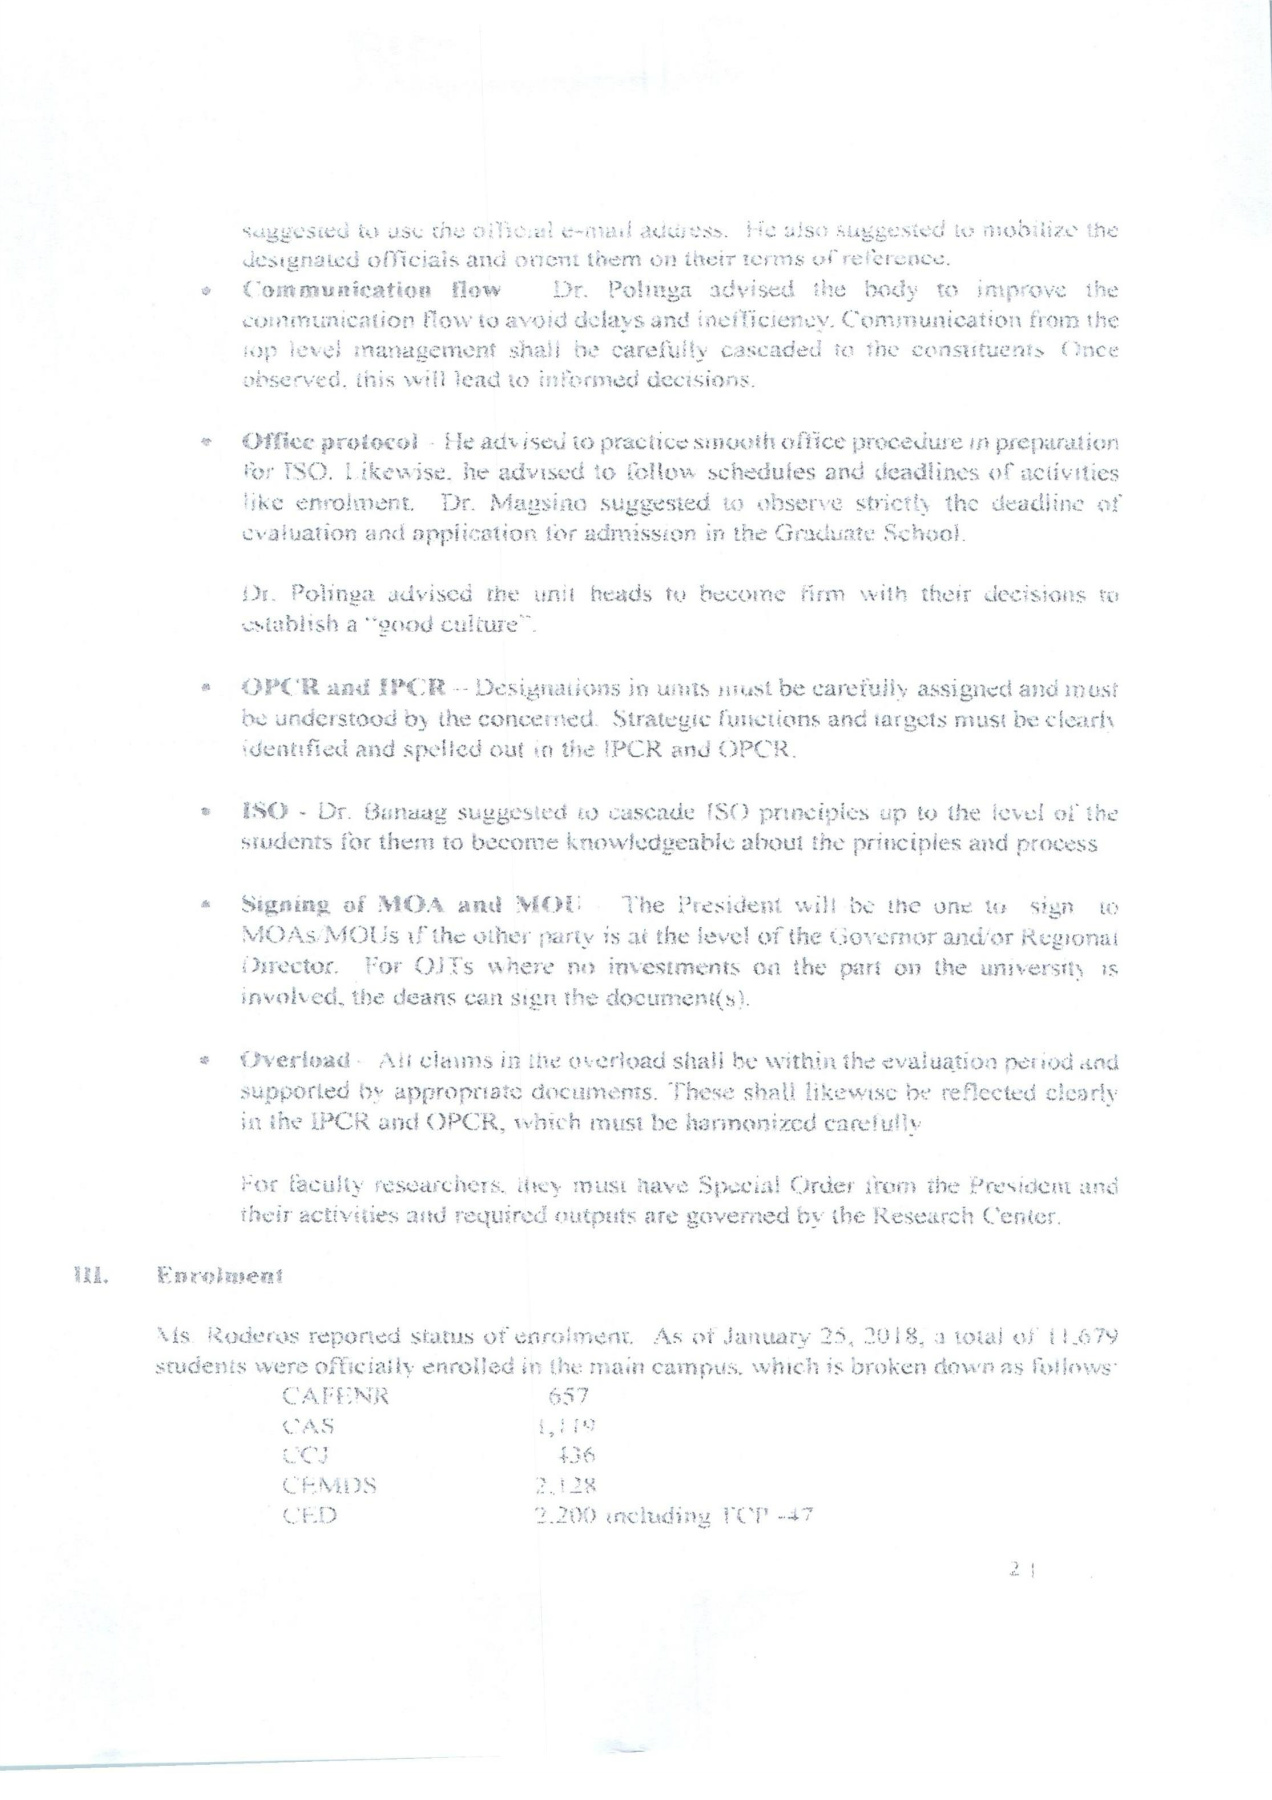 suggested to use the official e-mail address. He also suggested to mobilize the
designated officials and orient them on their terms of reference.
• Communication flow Dr. Polinga advised the body to improve the
communication flow to avoid delays and inefficiency. Communication from the
top level management shall be carefully cascaded to the constituents Once
observed, this will lead to informed decisions.
• Office protocol - He advised to practice smooth office procedure in preparation
for ISO. Likewise, he advised to follow schedules and deadlines of activities
like enrolment. Dr. Magsino suggested to observe strictly the deadline of
evaluation and application for admission in the Graduate School.
Dr. Polinga advised the unit heads to become firm with their decisions to
establish a "good culture".
• OPCR and IPCR -- Designations in units must be carefully assigned and must
be understood by the concerned. Strategic functions and targets must be clearly
identified and spelled out in the IPCR and OPCR.
• ISO - Dr. Banaag suggested to cascade ISO principles up to the level of the
students for them to become knowledgeable about the principles and process
• Signing of MOA and MOU The President will be the one to sign to
MOAs/MOUs if the other party is at the level of the Governor and/or Regional
Director. For OJTs where no investments on the part on the university is
involved, the deans can sign the document(s).
• Overload - All claims in the overload shall be within the evaluation period and
supported by appropriate documents. These shall likewise be reflected clearly
in the IPCR and OPCR, which must be harmonized carefully
For faculty researchers, they must have Special Order from the President and
their activities and required outputs are governed by the Research Center.
III. Enrolment
Ms. Roderos reported status of enrolment. As of January 25, 2018, a total of 11,679
students were officially enrolled in the main campus, which is broken down as follows:
CAFENR 657
CAS 1,119
CCJ 436
CEMDS 2,128
CED 2,200 including TCP -47
2 |